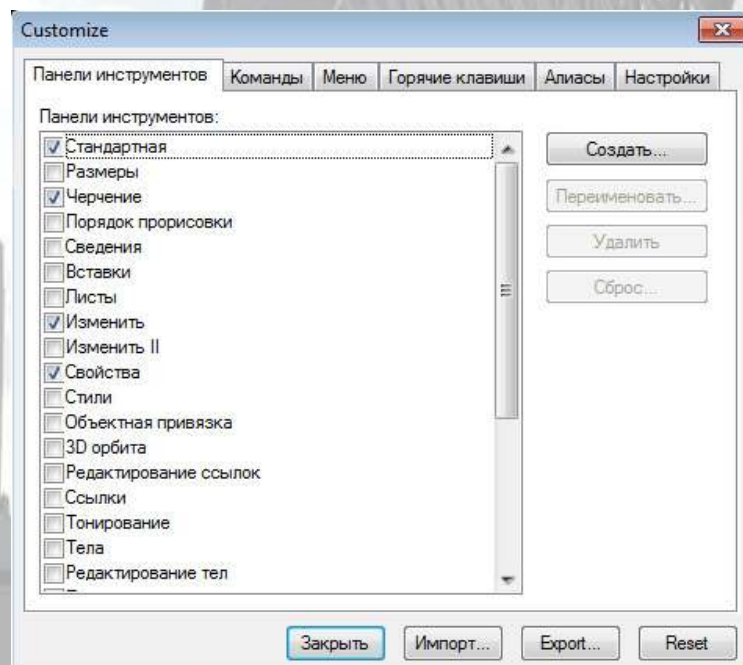 Customize
Панели инструментов
Команды
Меню
Горячие клавиши
Алиасы
Настройки
Панели инструментов:
Стандартная
Размеры
Черчение
Порядок прорисовки
Сведения
Вставки
Листы
Изменить
Изменить II
Свойства
Стили
Объектная привязка
3D орбита
Редактирование ссылок
Ссылки
Тонирование
Тела
Редактирование тел
Создать...
Переименовать...
Удалить
Сброс...
Закрыть
Импорт...
Export...
Reset